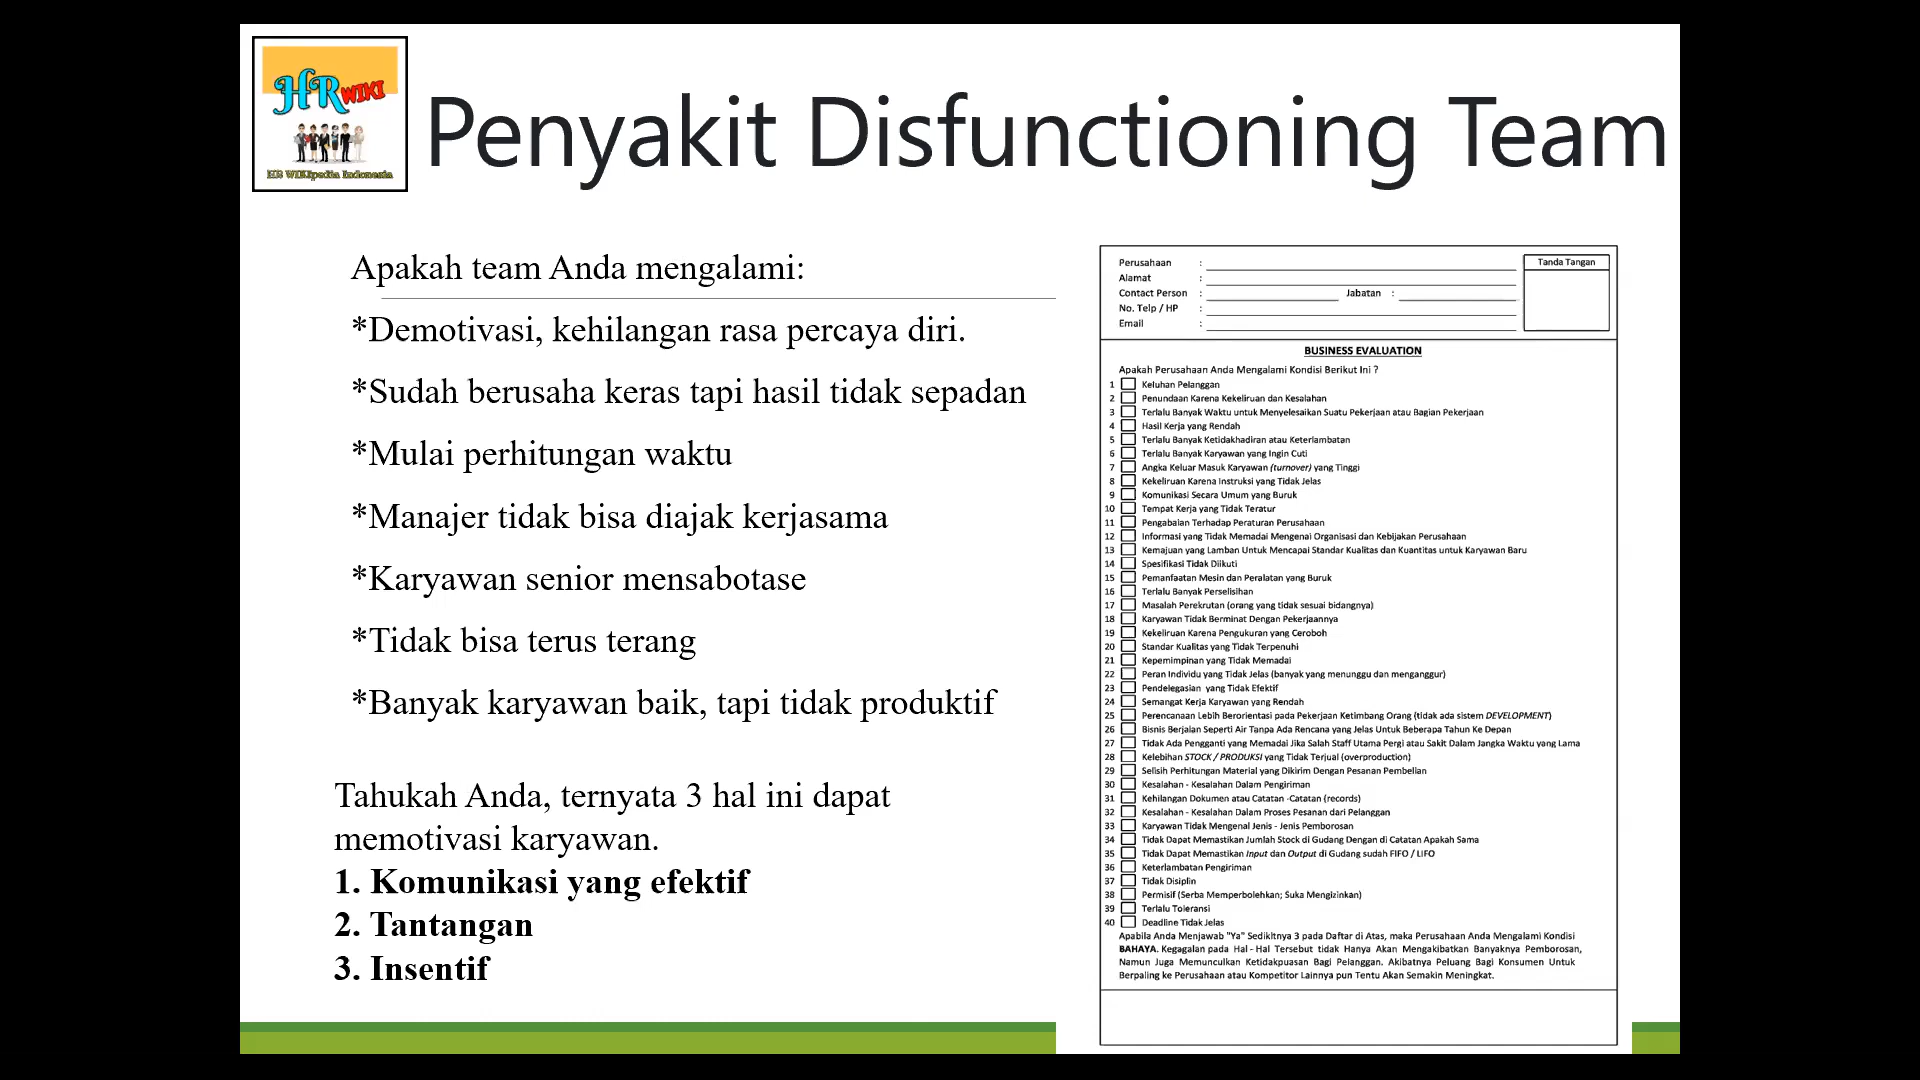 HR WIKI
HR WIKIpedia Indonesia
Penyakit Disfunctioning Team
Apakah team Anda mengalami:
*Demotivasi, kehilangan rasa percaya diri.
*Sudah berusaha keras tapi hasil tidak sepadan
*Mulai perhitungan waktu
*Manajer tidak bisa diajak kerjasama
*Karyawan senior mensabotase
*Tidak bisa terus terang
*Banyak karyawan baik, tapi tidak produktif
Tahukah Anda, ternyata 3 hal ini dapat
memotivasi karyawan.
1. Komunikasi yang efektif
2. Tantangan
3. Insentif
Perusahaan :
Alamat :
Contact Person : Jabatan :
No. Telp / HP :
Email :
Tanda Tangan
BUSINESS EVALUATION
Apakah Perusahaan Anda Mengalami Kondisi Berikut Ini ?
1 Keluhan Pelanggan
2 Penundaan Karena Kekeliruan dan Kesalahan
3 Terlalu Banyak Waktu untuk Menyelesaikan Suatu Pekerjaan atau Bagian Pekerjaan
4 Hasil Kerja yang Rendah
5 Terlalu Banyak Ketidakhadiran atau Keterlambatan
6 Terlalu Banyak Karyawan yang Ingin Cuti
7 Angka Keluar Masuk Karyawan (turnover) yang Tinggi
8 Kekeliruan Karena Instruksi yang Tidak Jelas
9 Komunikasi Secara Umum yang Buruk
10 Tempat Kerja yang Tidak Teratur
11 Pengabaian Terhadap Peraturan Perusahaan
12 Informasi yang Tidak Memadai Mengenai Organisasi dan Kebijakan Perusahaan
13 Kemajuan yang Lamban Untuk Mencapai Standar Kualitas dan Kuantitas untuk Karyawan Baru
14 Spesifikasi Tidak Diikuti
15 Pemanfaatan Mesin dan Peralatan yang Buruk
16 Terlalu Banyak Perselisihan
17 Masalah Perekrutan (orang yang tidak sesuai bidangnya)
18 Karyawan Tidak Berminat Dengan Pekerjaannya
19 Kekeliruan Karena Pengukuran yang Ceroboh
20 Standar Kualitas yang Tidak Terpenuhi
21 Kepemimpinan yang Tidak Memadai
22 Peran Individu yang Tidak Jelas (banyak yang menunggu dan menganggur)
23 Pendelegasian yang Tidak Efektif
24 Semangat Kerja Karyawan yang Rendah
25 Perencanaan Lebih Berorientasi pada Pekerjaan Ketimbang Orang (tidak ada sistem DEVELOPMENT)
26 Bisnis Berjalan Seperti Air Tanpa Ada Rencana yang Jelas Untuk Beberapa Tahun Ke Depan
27 Tidak Ada Pengganti yang Memadai Jika Salah Staff Utama Pergi atau Sakit Dalam Jangka Waktu yang Lama
28 Kelebihan STOCK / PRODUKSI yang Tidak Terjual (overproduction)
29 Selisih Perhitungan Material yang Dikirim Dengan Pesanan Pembelian
30 Kesalahan - Kesalahan Dalam Pengiriman
31 Kehilangan Dokumen atau Catatan -Catatan (records)
32 Kesalahan - Kesalahan Dalam Proses Pesanan dari Pelanggan
33 Karyawan Tidak Mengenal Jenis - Jenis Pemborosan
34 Tidak Dapat Memastikan Jumlah Stock di Gudang Dengan di Catatan Apakah Sama
35 Tidak Dapat Memastikan Input dan Output di Gudang sudah FIFO / LIFO
36 Keterlambatan Pengiriman
37 Tidak Disiplin
38 Permisif (Serba Memperbolehkan; Suka Mengizinkan)
39 Terlalu Toleransi
40 Deadline Tidak Jelas
Apabila Anda Menjawab "Ya" Sedikitnya 3 pada Daftar di Atas, maka Perusahaan Anda Mengalami Kondisi
BAHAYA. Kegagalan pada Hal - Hal Tersebut tidak Hanya Akan Mengakibatkan Banyaknya Pemborosan,
Namun Juga Memunculkan Ketidakpuasan Bagi Pelanggan. Akibatnya Peluang Bagi Konsumen Untuk
Berpaling ke Perusahaan atau Kompetitor Lainnya pun Tentu Akan Semakin Meningkat.